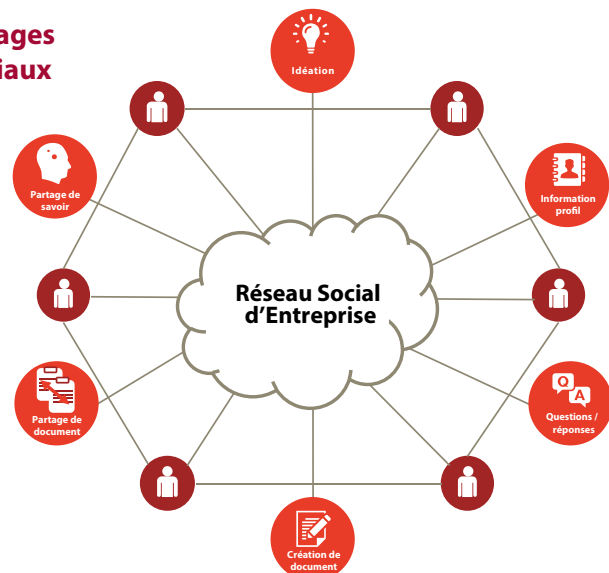 ages
iaux
Idéation
Partage de
savoir
Information
profil
Réseau Social
d'Entreprise
Partage de
document
Q
A
Questions /
réponses
Création de
document